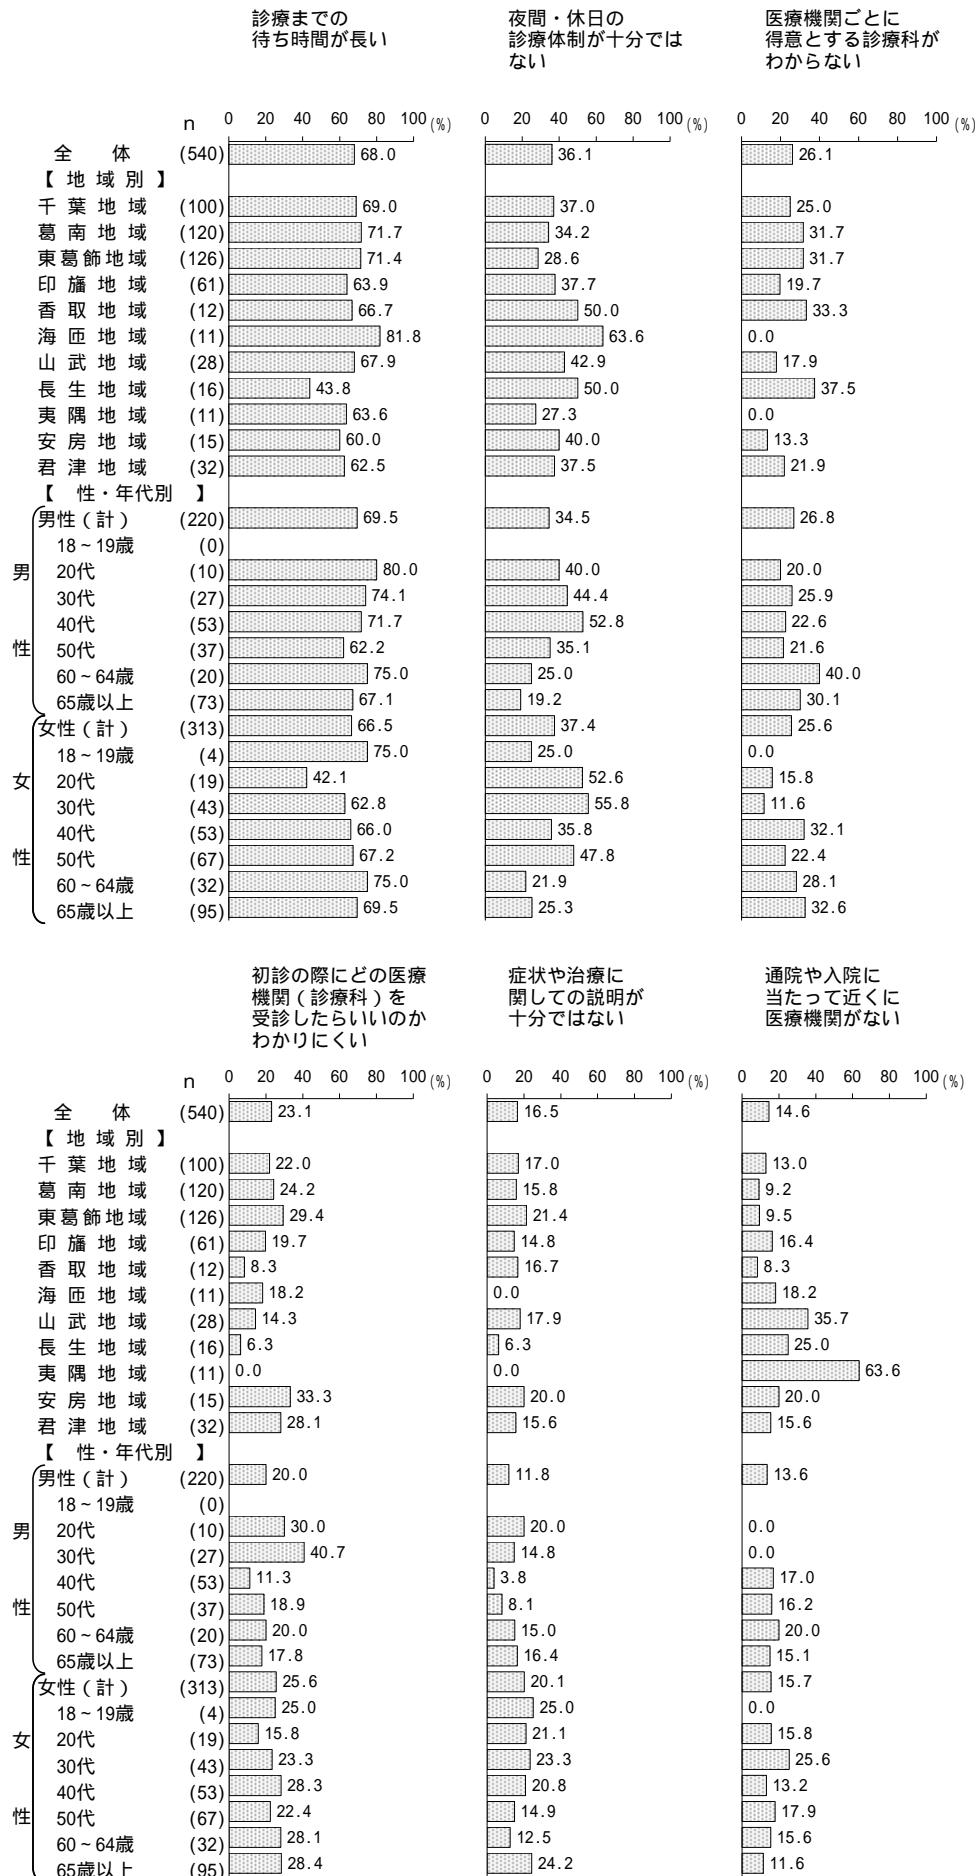 診療までの
待ち時間が長い
夜間・休日の
診療体制が十分では
ない
医療機関ごとに
得意とする診療科が
わからない
n 0 20 40 60 80 100 (%) 0 20 40 60 80 100 (%) 0 20 40 60 80 100 (%)
全 体 (540) 68.0 36.1 26.1
【 地 域 別 】
千 葉 地 域 (100) 69.0 37.0 25.0
葛 南 地 域 (120) 71.7 34.2 31.7
東葛飾地域 (126) 71.4 28.6 31.7
印 旛 地 域 (61) 63.9 37.7 19.7
香 取 地 域 (12) 66.7 50.0 33.3
海 匝 地 域 (11) 81.8 63.6 0.0
山 武 地 域 (28) 67.9 42.9 17.9
長 生 地 域 (16) 43.8 50.0 37.5
夷 隅 地 域 (11) 63.6 27.3 0.0
安 房 地 域 (15) 60.0 40.0 13.3
君 津 地 域 (32) 62.5 37.5 21.9
【 性・年代別 】
男性(計) (220) 69.5 34.5 26.8
18~19歳 (0)
男 20代 (10) 80.0 40.0 20.0
30代 (27) 74.1 44.4 25.9
40代 (53) 71.7 52.8 22.6
性 50代 (37) 62.2 35.1 21.6
60~64歳 (20) 75.0 25.0 40.0
65歳以上 (73) 67.1 19.2 30.1
女性(計) (313) 66.5 37.4 25.6
18~19歳 (4) 75.0 25.0 0.0
女 20代 (19) 42.1 52.6 15.8
30代 (43) 62.8 55.8 11.6
40代 (53) 66.0 35.8 32.1
性 50代 (67) 67.2 47.8 22.4
60~64歳 (32) 75.0 21.9 28.1
65歳以上 (95) 69.5 25.3 32.6
初診の際にどの医療
機関(診療科)を
受診したらいいのか
わかりにくい
症状や治療に
関しての説明が
十分ではない
通院や入院に
当たって近くに
医療機関がない
n 0 20 40 60 80 100 (%) 0 20 40 60 80 100 (%) 0 20 40 60 80 100 (%)
全 体 (540) 23.1 16.5 14.6
【 地 域 別 】
千 葉 地 域 (100) 22.0 17.0 13.0
葛 南 地 域 (120) 24.2 15.8 9.2
東葛飾地域 (126) 29.4 21.4 9.5
印 旛 地 域 (61) 19.7 14.8 16.4
香 取 地 域 (12) 8.3 16.7 8.3
海 匝 地 域 (11) 18.2 0.0 18.2
山 武 地 域 (28) 14.3 17.9 35.7
長 生 地 域 (16) 6.3 6.3 25.0
夷 隅 地 域 (11) 0.0 0.0 63.6
安 房 地 域 (15) 33.3 20.0 20.0
君 津 地 域 (32) 28.1 15.6 15.6
【 性・年代別 】
男性(計) (220) 20.0 11.8 13.6
18~19歳 (0)
男 20代 (10) 30.0 20.0 0.0
30代 (27) 40.7 14.8 0.0
40代 (53) 11.3 3.8 17.0
性 50代 (37) 18.9 8.1 16.2
60~64歳 (20) 20.0 15.0 20.0
65歳以上 (73) 17.8 16.4 15.1
女性(計) (313) 25.6 20.1 15.7
18~19歳 (4) 25.0 25.0 0.0
女 20代 (19) 15.8 21.1 15.8
30代 (43) 23.3 23.3 25.6
40代 (53) 28.3 20.8 13.2
性 50代 (67) 22.4 14.9 17.9
60~64歳 (32) 28.1 12.5 15.6
65歳以上 (95) 28.4 24.2 11.6